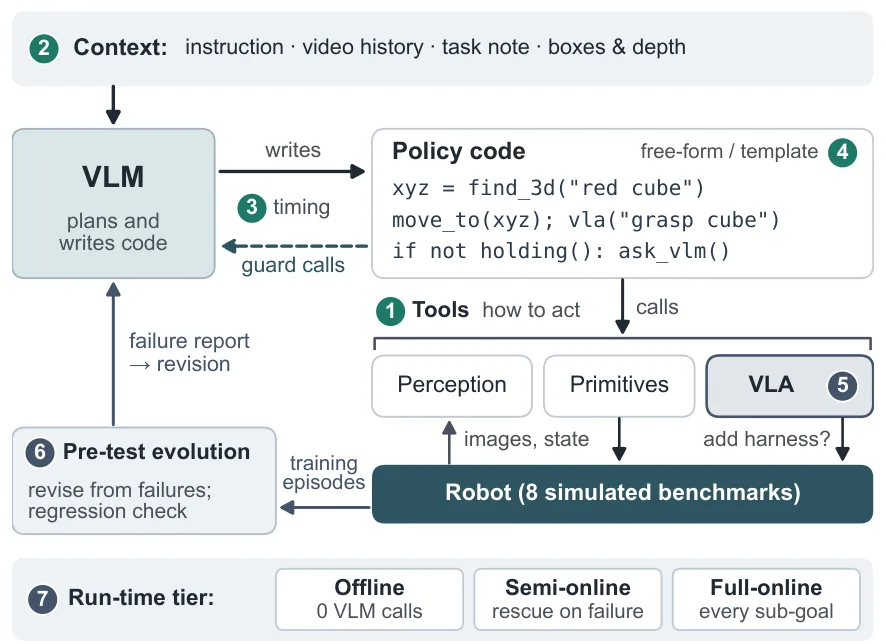 2 Context: instruction · video history · task note · boxes & depth
VLM
plans and
writes code
writes
3 timing
guard calls
Policy code free-form / template 4
xyz = find_3d("red cube")
move_to(xyz); vla("grasp cube")
if not holding(): ask_vlm()
1 Tools how to act
calls
failure report
→ revision
Perception
Primitives
VLA 5
images, state
add harness?
6 Pre-test evolution
revise from failures;
regression check
training
episodes
Robot (8 simulated benchmarks)
7 Run-time tier:
Offline
0 VLM calls
Semi-online
rescue on failure
Full-online
every sub-goal